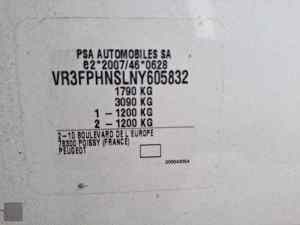 PSA AUTOMOBILES SA
e2*2007/46*0628
VR3FPHNSLNY605832
1790 KG
3090 KG
1 - 1200 KG
2 - 1200 KG
2-10 BOULEVARD DE L'EUROPE
78300 POISSY (FRANCE)
PEUGEOT